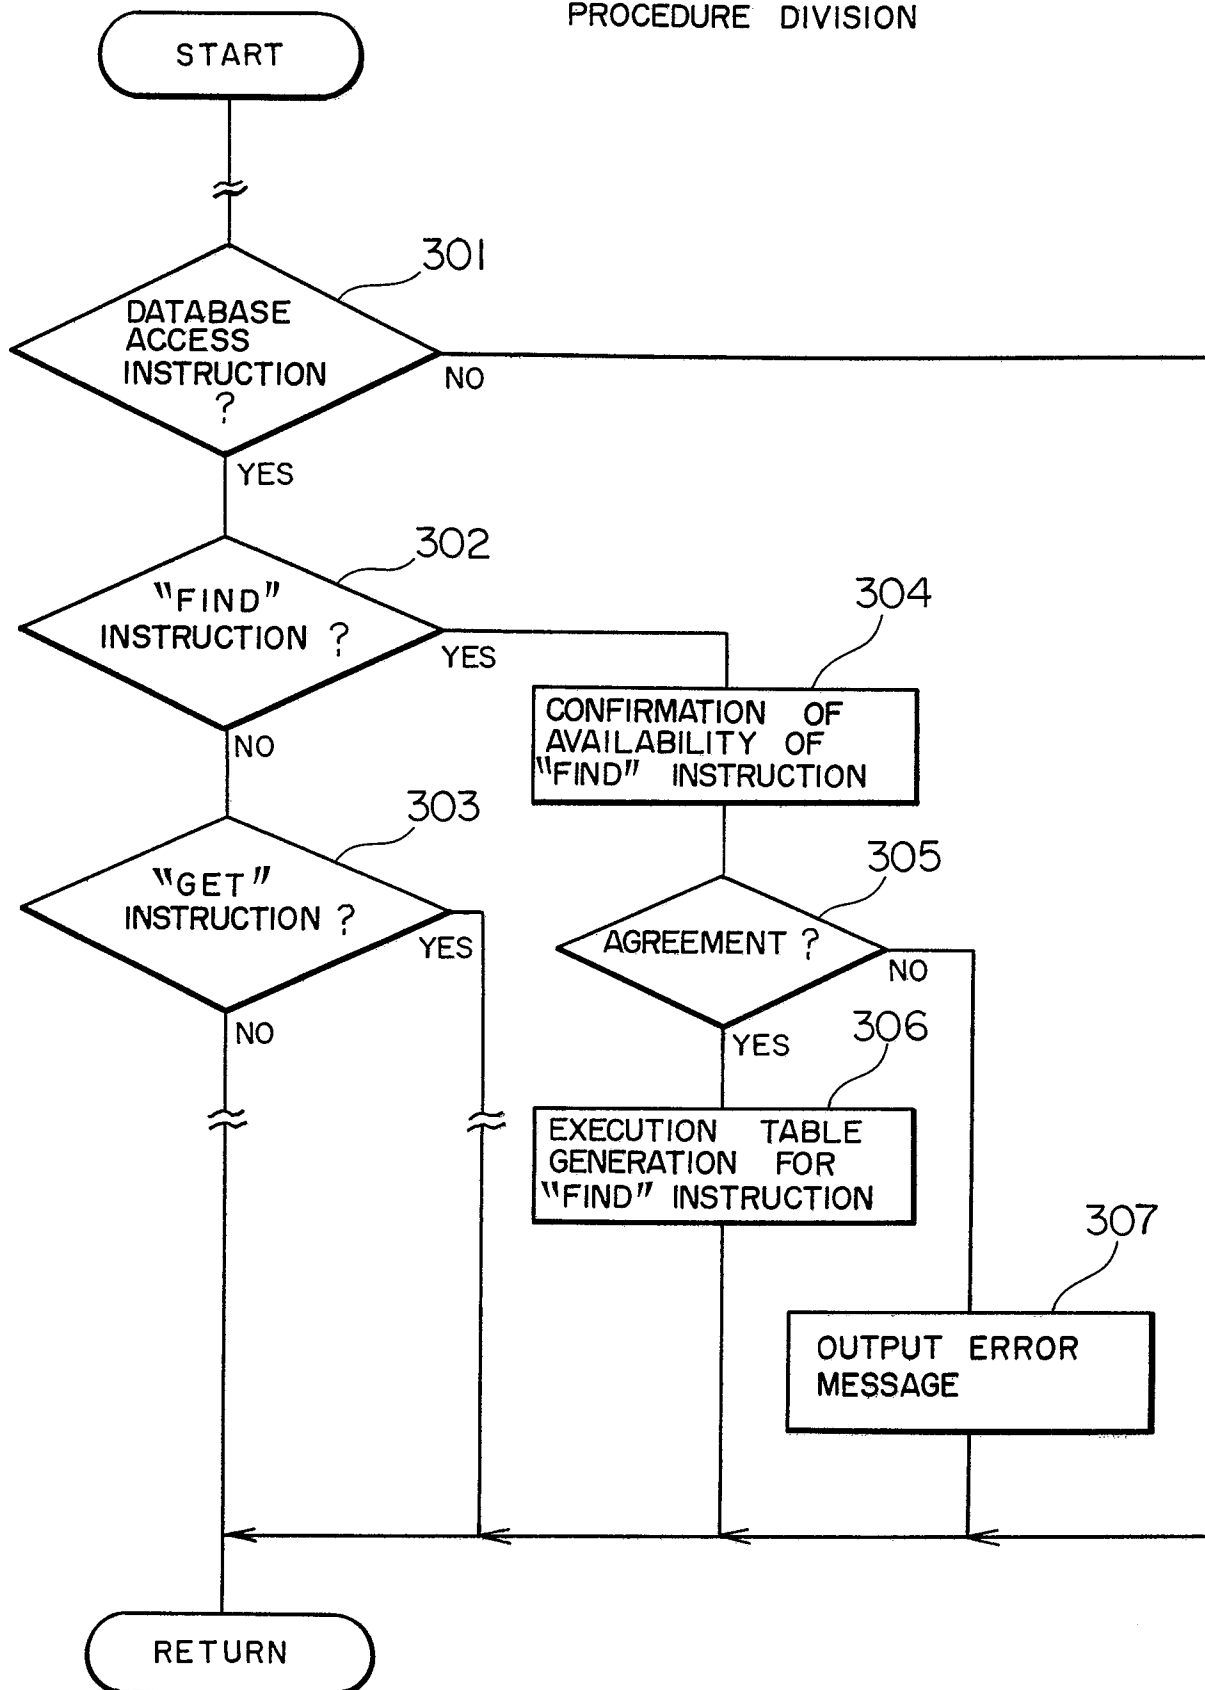 PROCEDURE DIVISION
START
301
DATABASE
ACCESS
INSTRUCTION
?
NO
YES
302
"FIND"
INSTRUCTION ?
YES
NO
304
CONFIRMATION OF
AVAILABILITY OF
"FIND" INSTRUCTION
303
"GET"
INSTRUCTION ?
YES
NO
305
AGREEMENT ?
NO
YES
306
EXECUTION TABLE
GENERATION FOR
"FIND" INSTRUCTION
307
OUTPUT ERROR
MESSAGE
RETURN